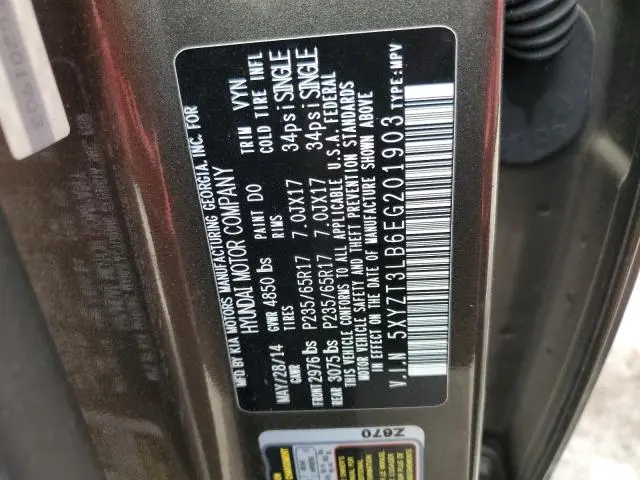 MFD BY KIA MOTORS MANUFACTURING GEORGIA, INC. FOR
HYUNDAI MOTOR COMPANY
MAY/28/14 GVWR 4850 lbs PAINT DO TRIM VYN
GAWR TIRES RIMS COLD TIRE INFL
FRONT 2976 lbs P235/65R17 7.0JX17 34psi SINGLE
REAR 3075 lbs P235/65R17 7.0JX17 34psi SINGLE
THIS VEHICLE CONFORMS TO ALL APPLICABLE U.S.A. FEDERAL
MOTOR VEHICLE SAFETY AND THEFT PREVENTION STANDARDS
IN EFFECT ON THE DATE OF MANUFACTURE SHOWN ABOVE
V.I.N 5XYZT3LB6EG201903 TYPE:MPV
Z670